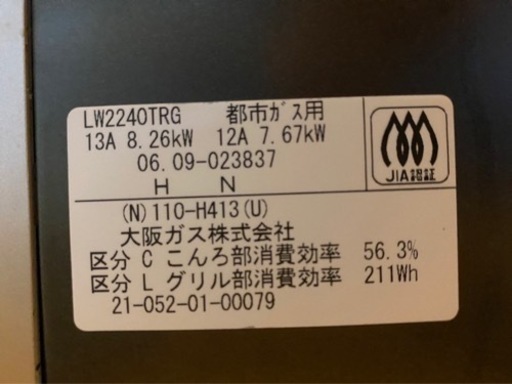 LW2240TRG 都市ｶﾞｽ用
13A 8.26kW 12A 7.67kW
06.09-023837
H N
JIA認証
(N)110-H413(U)
大阪ガス株式会社
区分 C こんろ部消費効率 56.3%
区分 L グリル部消費効率 211Wh
21-052-01-00079